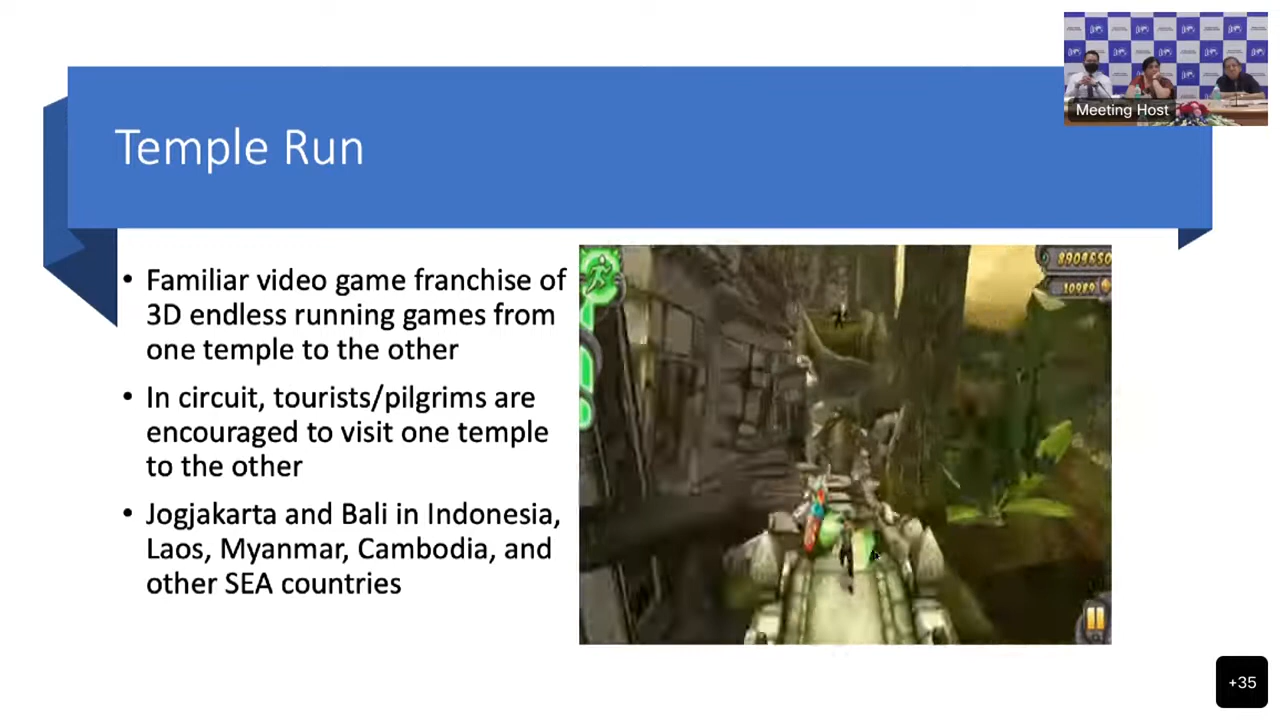 Meeting Host
Temple Run
• Familiar video game franchise of
3D endless running games from
one temple to the other
• In circuit, tourists/pilgrims are
encouraged to visit one temple
to the other
• Jogjakarta and Bali in Indonesia,
Laos, Myanmar, Cambodia, and
other SEA countries
8909650
10989
+35